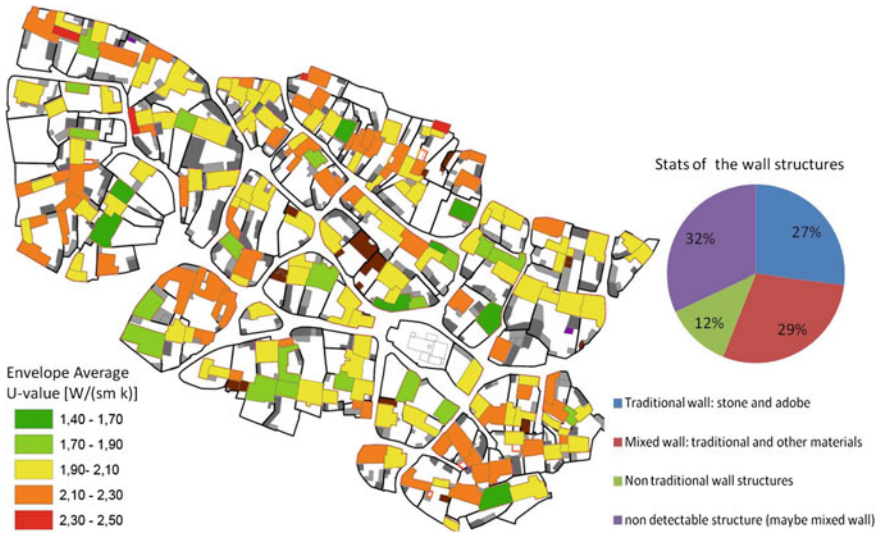 Stats of the wall structures
32%
27%
12%
29%
Envelope Average
U-value [W/(sm k)]
1,40 - 1,70
1,70 - 1,90
1,90- 2,10
2,10 - 2,30
2,30 - 2,50
Traditional wall: stone and adobe
Mixed wall: traditional and other materials
Non traditional wall structures
non detectable structure (maybe mixed wall)